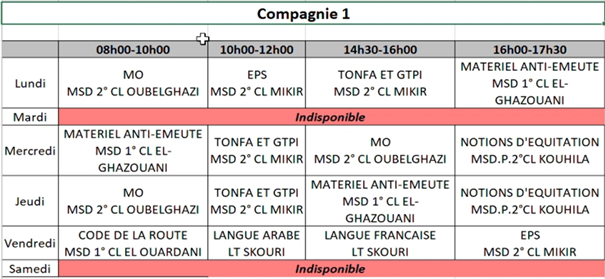 Compagnie 1
08h00-10h00 10h00-12h00 14h30-16h00 16h00-17h30
Lundi
MO
MSD 2° CL OUBELGHAZI
EPS
MSD 2° CL MIKIR
TONFA ET GTPI
MSD 2° CL MIKIR
MATERIEL ANTI-EMEUTE
MSD 1° CL EL-
GHAZOUANI
Mardi
Indisponible
Mercredi
MATERIEL ANTI-EMEUTE
MSD 1° CL EL-
GHAZOUANI
TONFA ET GTPI
MSD 2° CL MIKIR
MO
MSD 2° CL OUBELGHAZI
NOTIONS D'EQUITATION
MSD.P.2°CL KOUHILA
Jeudi
MO
MSD 2° CL OUBELGHAZI
TONFA ET GTPI
MSD 2° CL MIKIR
MATERIEL ANTI-EMEUTE
MSD 1° CL EL-
GHAZOUANI
NOTIONS D'EQUITATION
MSD.P.2°CL KOUHILA
Vendredi
CODE DE LA ROUTE
MSD 1° CL EL OUARDANI
LANGUE ARABE
LT SKOURI
LANGUE FRANCAISE
LT SKOURI
EPS
MSD 2° CL MIKIR
Samedi
Indisponible